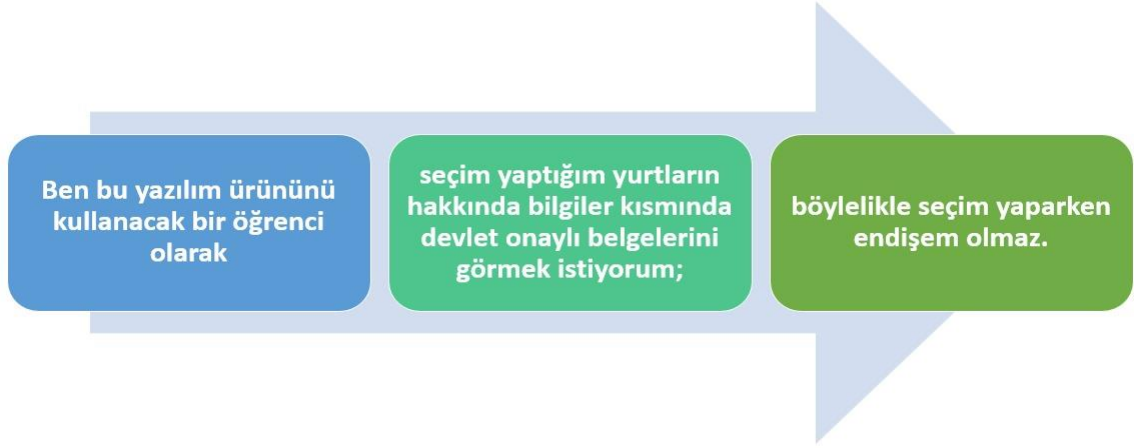 Ben bu yazılım ürününü
kullanacak bir öğrenci
olarak
seçim yaptığım yurtların
hakkında bilgiler kısmında
devlet onaylı belgelerini
görmek istiyorum;
böylelikle seçim yaparken
endişem olmaz.